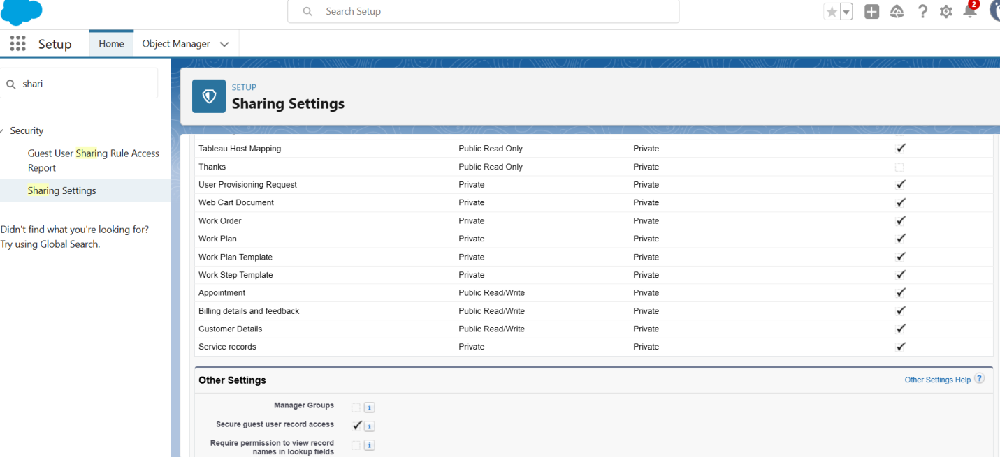 Search Setup
2
Setup
Home
Object Manager
shari
Security
Guest User Sharing Rule Access
Report
Sharing Settings
Didn't find what you're looking for?
Try using Global Search.
SETUP
Sharing Settings
Tableau Host Mapping Public Read Only Private
Thanks Public Read Only Private
User Provisioning Request Private Private
Web Cart Document Private Private
Work Order Private Private
Work Plan Private Private
Work Plan Template Private Private
Work Step Template Private Private
Appointment Public Read/Write Private
Billing details and feedback Public Read/Write Private
Customer Details Public Read/Write Private
Service records Private Private
Other Settings
Other Settings Help ?
Manager Groups i
Secure guest user record access i
Require permission to view record i
names in lookup fields